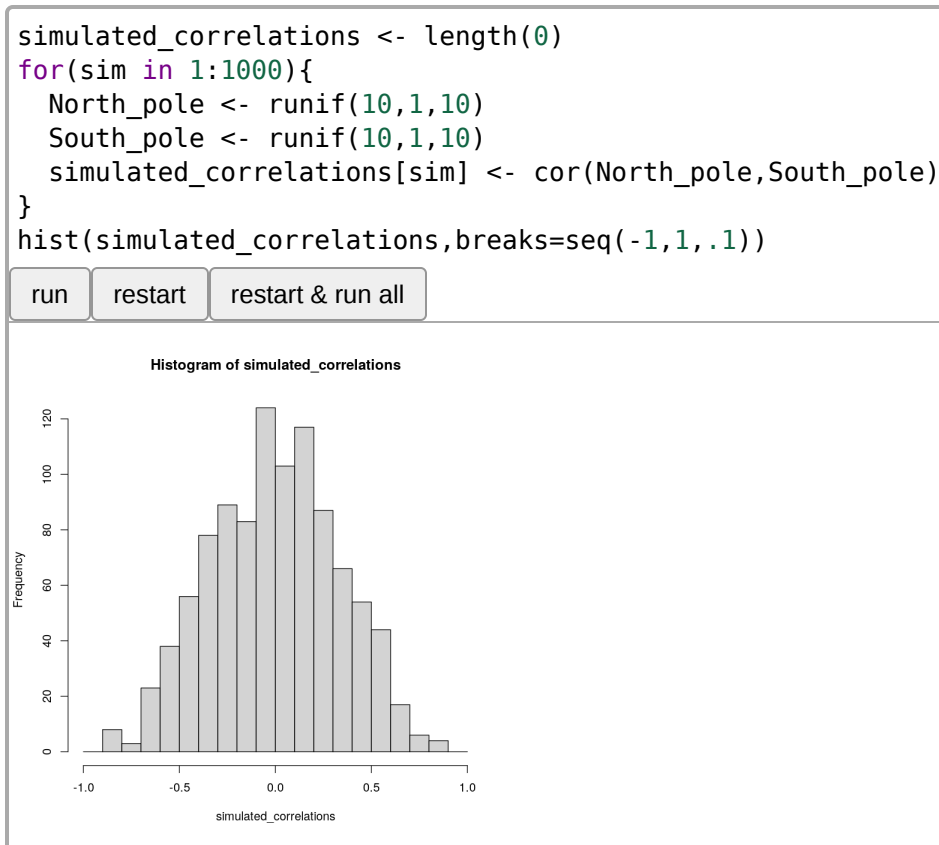 simulated_correlations <- length(0)
for(sim in 1:1000){
  North_pole <- runif(10,1,10)
  South_pole <- runif(10,1,10)
  simulated_correlations[sim] <- cor(North_pole,South_pole)
}
hist(simulated_correlations,breaks=seq(-1,1,.1))
run restart restart & run all
Histogram of simulated_correlations
Frequency
120
100
80
60
40
20
0
-1.0 -0.5 0.0 0.5 1.0
simulated_correlations